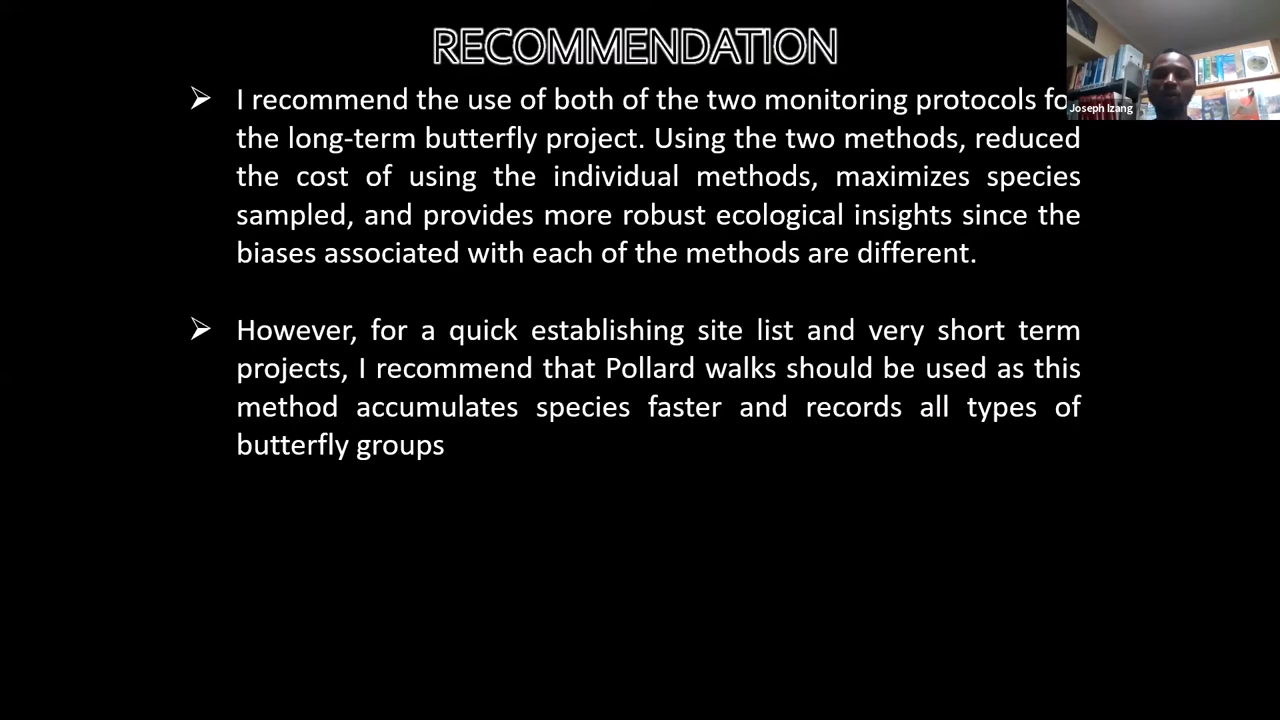 RECOMMENDATION
I recommend the use of both of the two monitoring protocols fo
the long-term butterfly project. Using the two methods, reduced
the cost of using the individual methods, maximizes species
sampled, and provides more robust ecological insights since the
biases associated with each of the methods are different.
However, for a quick establishing site list and very short term
projects, I recommend that Pollard walks should be used as this
method accumulates species faster and records all types of
butterfly groups
Joseph Izang